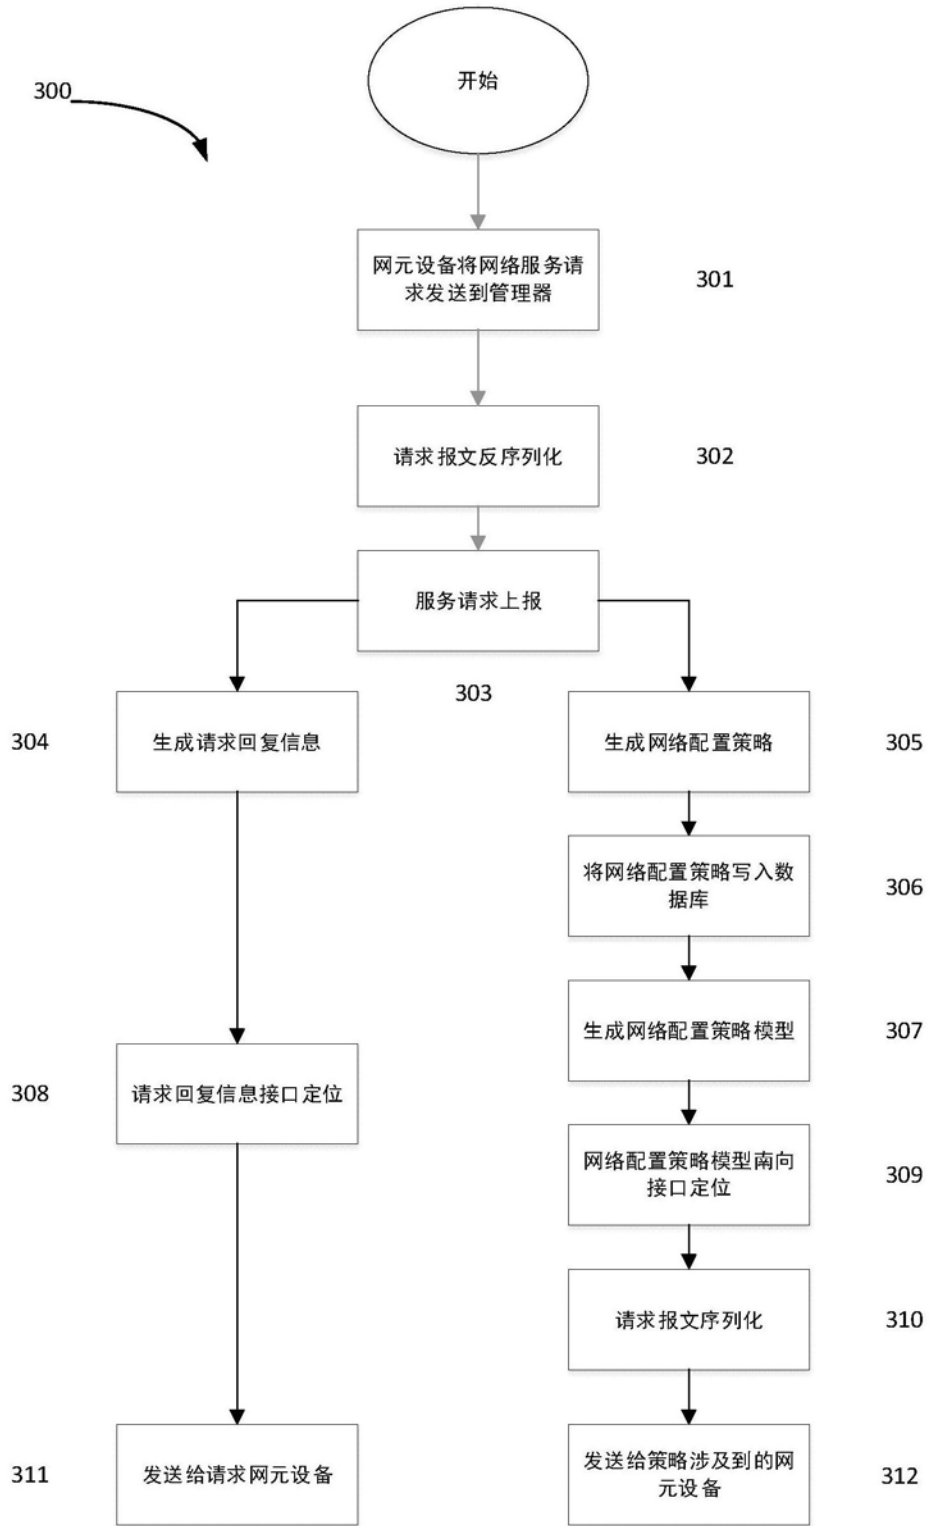 开始
300
网元设备将网络服务请
求发送到管理器
301
请求报文反序列化
302
服务请求上报
303
304
生成请求回复信息
生成网络配置策略
305
将网络配置策略写入数
据库
306
生成网络配置策略模型
307
308
请求回复信息接口定位
网络配置策略模型南向
接口定位
309
请求报文序列化
310
311
发送给请求网元设备
发送给策略涉及到的网
元设备
312